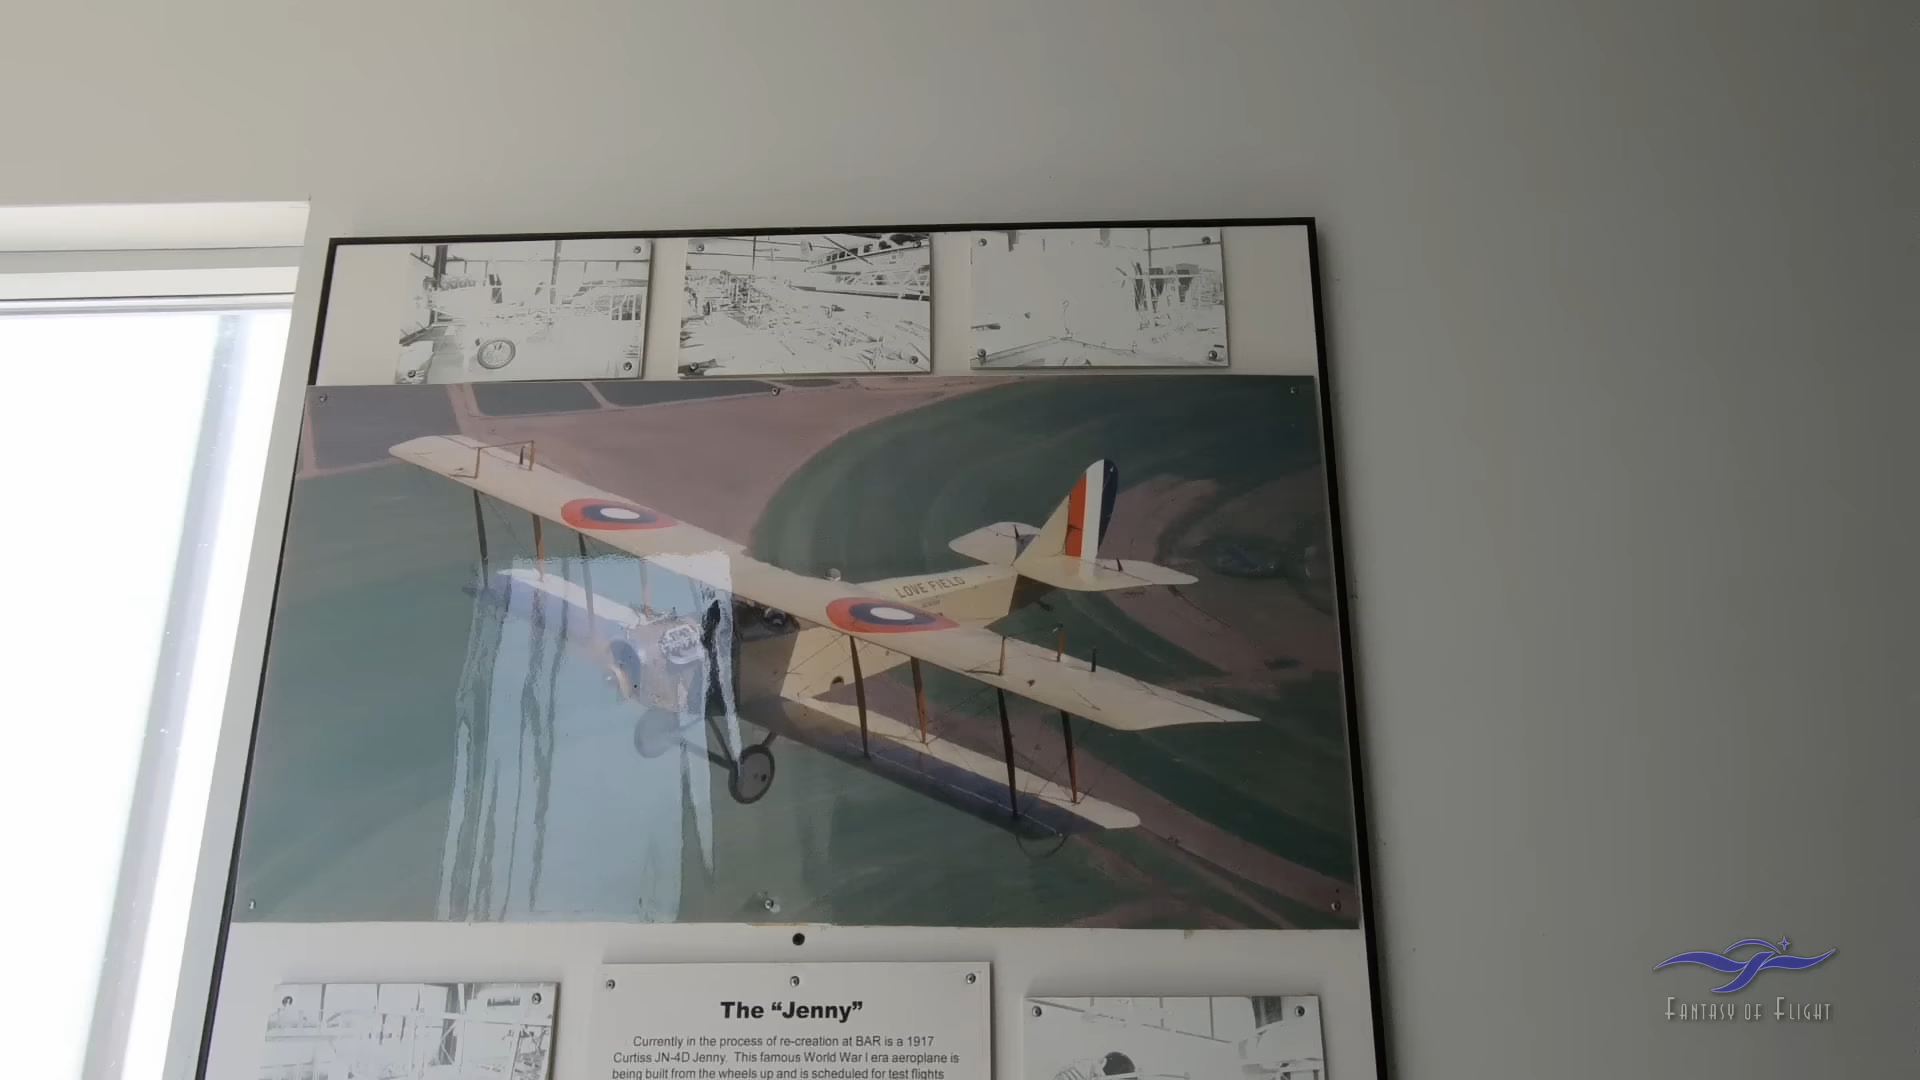 LOVE FIELD
The “Jenny”
Currently in the process of re-creation at BAR is a 1917
Curtiss JN-4D Jenny. This famous World War I era aeroplane is
being built from the wheels up and is scheduled for test flights
FANTASY OF FLIGHT